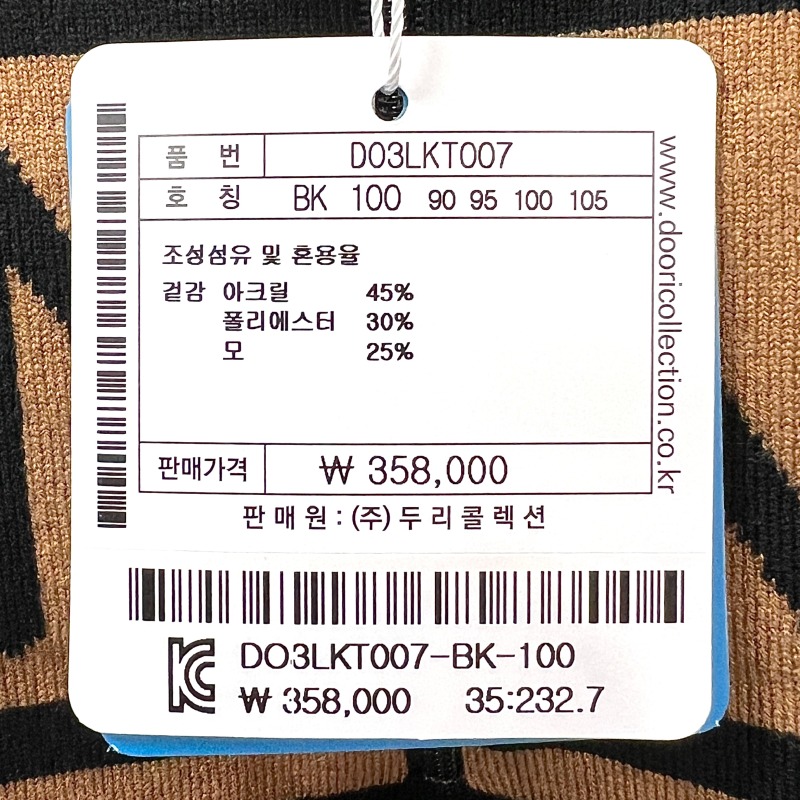 품 번 DO3LKT007
호 칭 BK 100 90 95 100 105
조성섬유 및 혼용율
겉감 아크릴 45%
폴리에스터 30%
모 25%
판매가격 ₩ 358,000
판매원 : (주)두리콜렉션
www.dooricollection.co.kr
KC DO3LKT007-BK-100
₩ 358,000 35:232.7